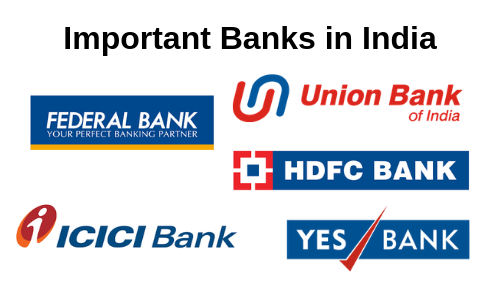 Important Banks in India
FEDERAL BANK
YOUR PERFECT BANKING PARTNER
Union Bank
of India
HDFC BANK
ICICI Bank
YES BANK